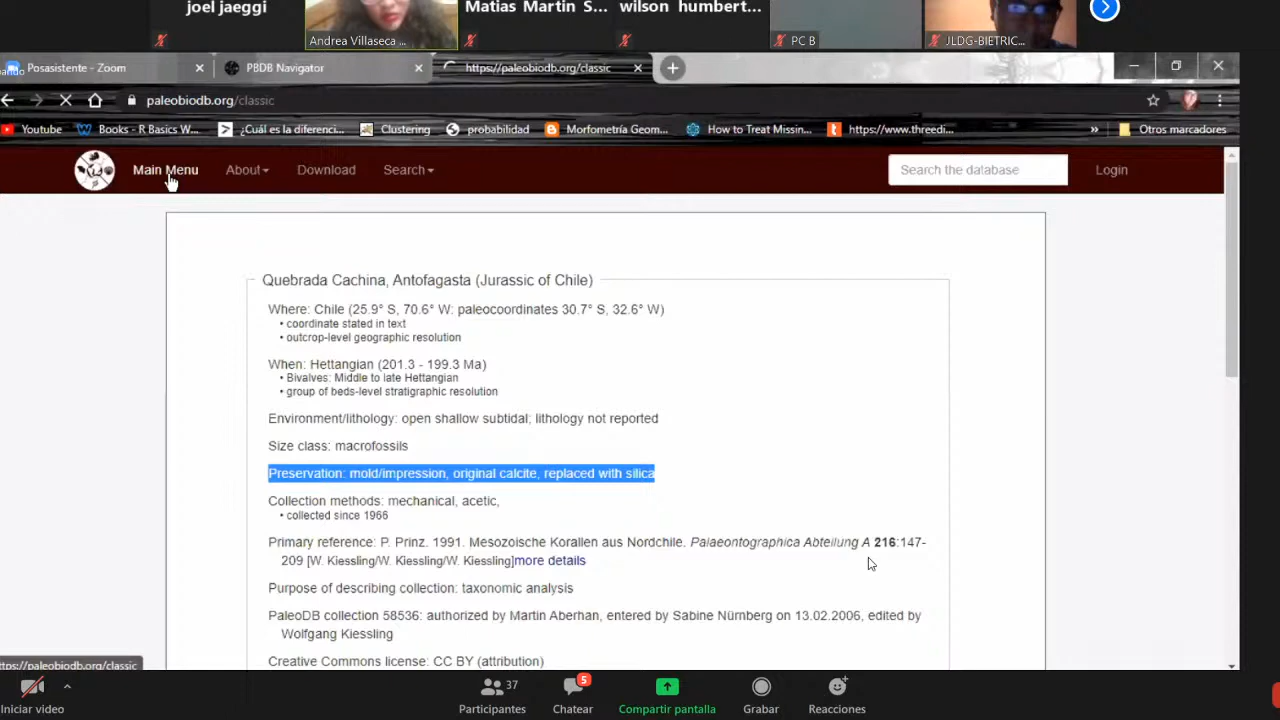 joel jaeggi
Andrea Villaseca ...
Matias Martin S...
wilson humbert...
PC B
JLDG-BIETRIC...
ando
Posasistente - Zoom
PBDB Navigator
https://paleobiodb.org/classic
paleobiodb.org/classic
Youtube
Books - R Basics W...
¿Cuál es la diferenci...
Clustering
probabilidad
Morfometría Geom...
How to Treat Missin...
https://www.threedi...
»
Otros marcadores
Main Menu
About
Download
Search
Search the database
Login
Quebrada Cachina, Antofagasta (Jurassic of Chile)
Where: Chile (25.9° S, 70.6° W: paleocoordinates 30.7° S, 32.6° W)
• coordinate stated in text
• outcrop-level geographic resolution
When: Hettangian (201.3 - 199.3 Ma)
• Bivalves: Middle to late Hettangian
• group of beds-level stratigraphic resolution
Environment/lithology: open shallow subtidal; lithology not reported
Size class: macrofossils
Preservation: mold/impression, original calcite, replaced with silica
Collection methods: mechanical, acetic,
• collected since 1966
Primary reference: P. Prinz. 1991. Mesozoische Korallen aus Nordchile. Palaeontographica Abteilung A 216:147-
209 [W. Kiessling/W. Kiessling/W. Kiessling]more details
Purpose of describing collection: taxonomic analysis
PaleoDB collection 58536: authorized by Martin Aberhan, entered by Sabine Nürnberg on 13.02.2006, edited by
Wolfgang Kiessling
Creative Commons license: CC BY (attribution)
ttps://paleobiodb.org/classic
Iniciar video
37
Participantes
5
Chatear
Compartir pantalla
Grabar
Reacciones